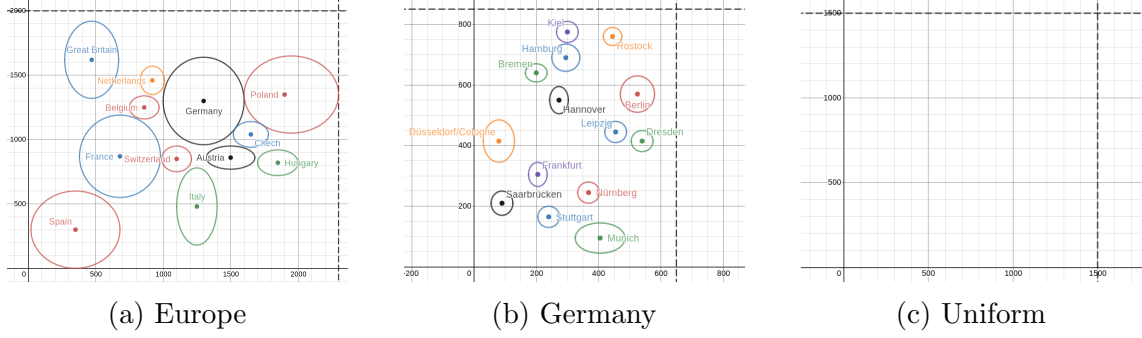 2000
1500
1000
500
0
500
1000
1500
2000
Great Britain
Netherlands
Belgium
Germany
Poland
Czech
France
Switzerland
Austria
Hungary
Italy
Spain
(a) Europe
800
600
400
200
-200
0
200
400
600
800
Kiel
Rostock
Hamburg
Bremen
Berlin
Hannover
Leipzig
Dresden
Düsseldorf/Cologne
Frankfurt
Nürnberg
Saarbrücken
Stuttgart
Munich
(b) Germany
1500
1000
500
0
500
1000
1500
(c) Uniform